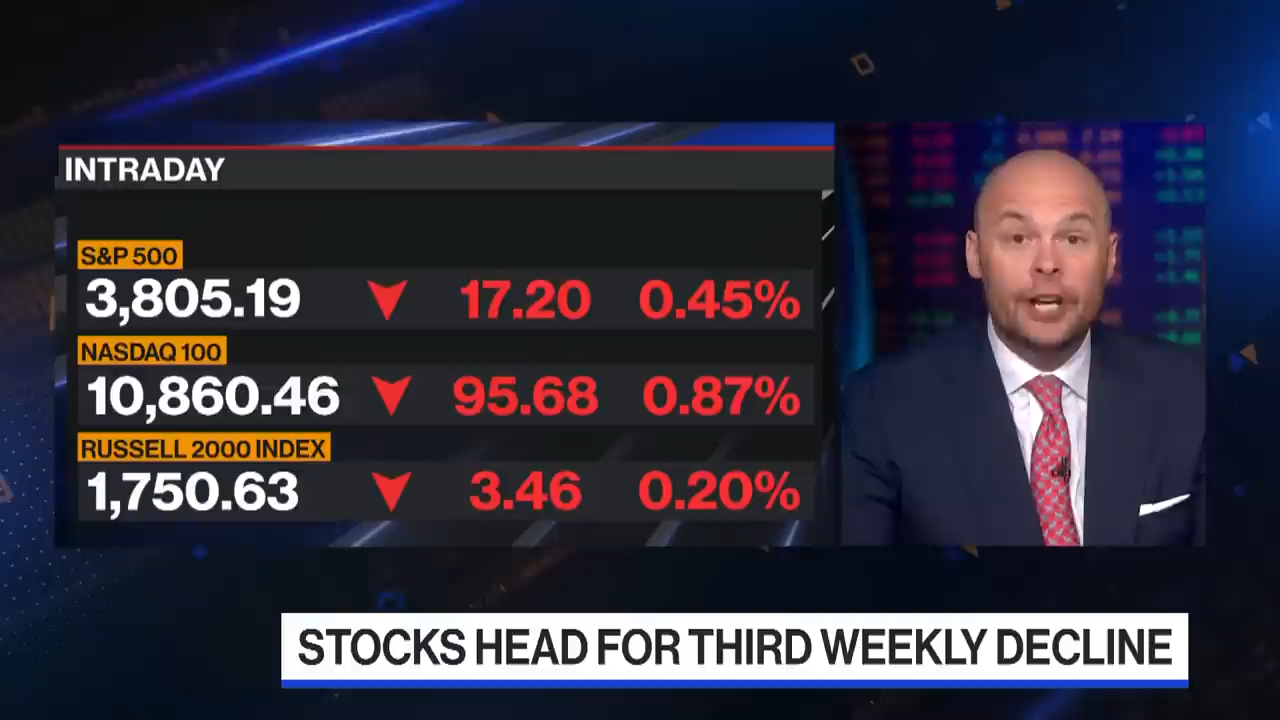 INTRADAY
S&P 500
3,805.19 ▼ 17.20 0.45%
NASDAQ 100
10,860.46 ▼ 95.68 0.87%
RUSSELL 2000 INDEX
1,750.63 ▼ 3.46 0.20%
STOCKS HEAD FOR THIRD WEEKLY DECLINE